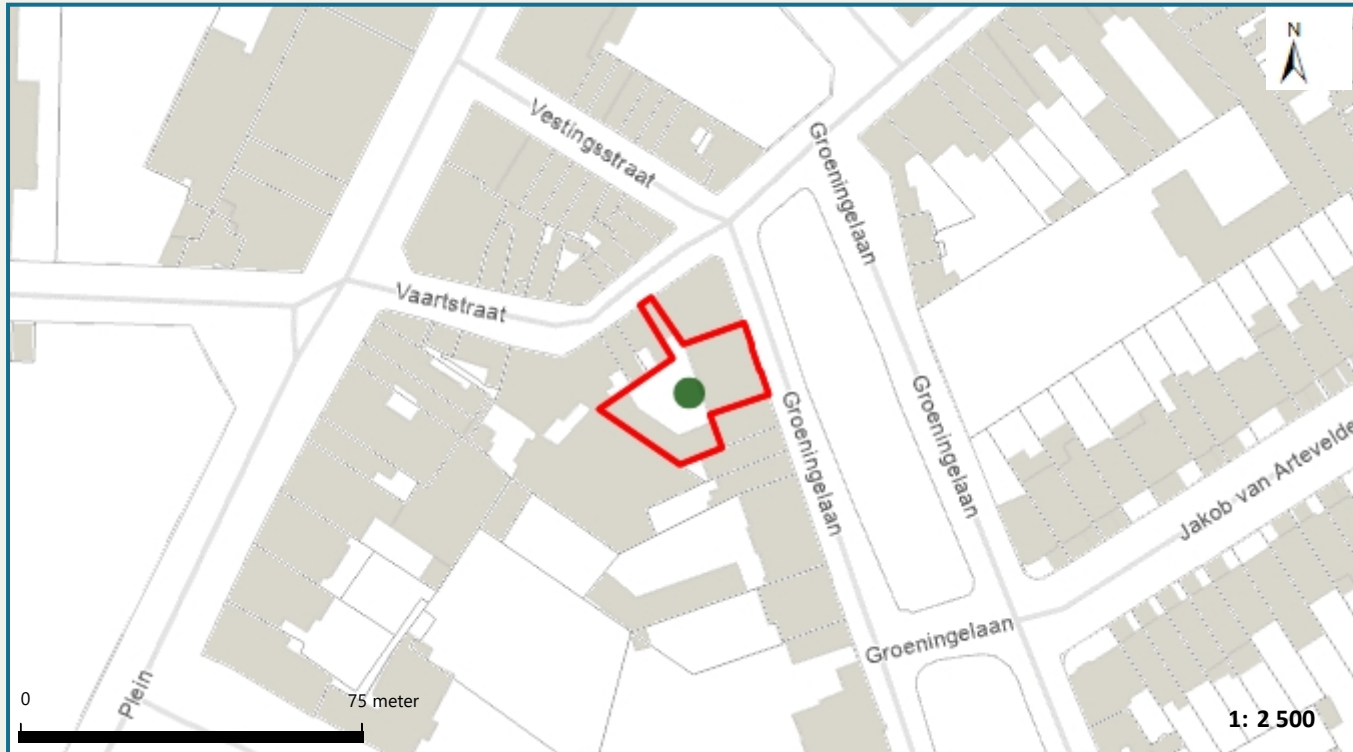 N
Vestingsstraat
Groeningelaan
Vaartstraat
Groeningelaan
Groeningelaan
Jakob van Artevelde
Groeningelaan
Plein
0 75 meter
1: 2 500